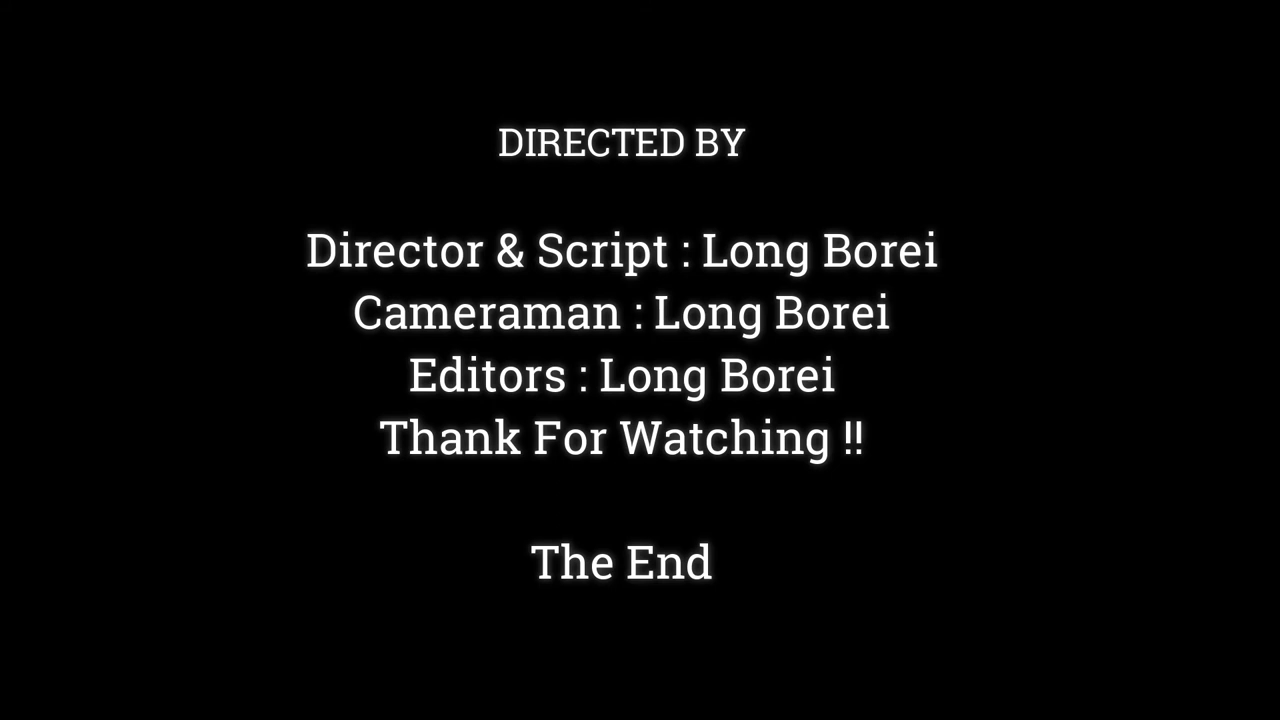 DIRECTED BY
Director & Script : Long Borei
Cameraman : Long Borei
Editors : Long Borei
Thank For Watching !!
The End